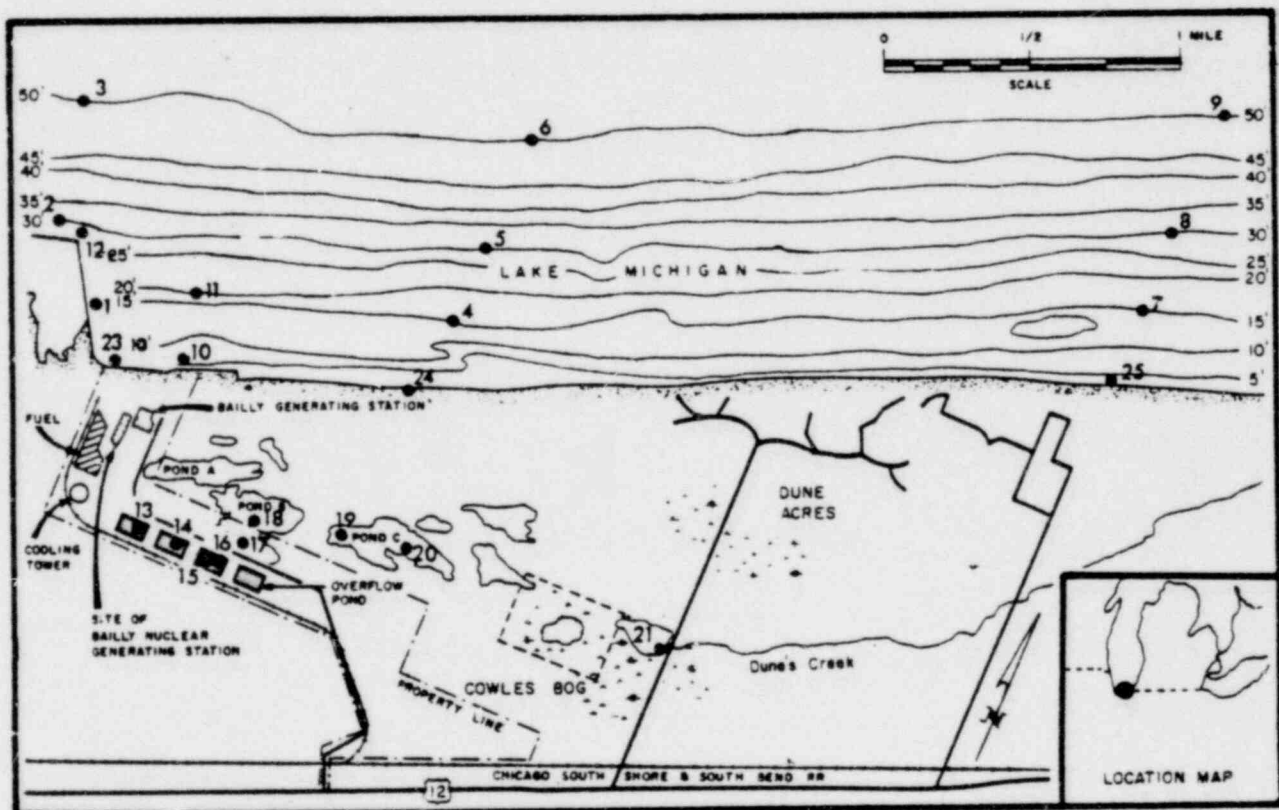 0 1/2 1 MILE
SCALE
3
50'
6
9
50'
45'
45'
40'
40'
35'
35'
2
30'
8
30'
12
5
25'
25'
LAKE MICHIGAN
20'
20'
11
1
15'
4
7
15'
23
10'
10
10'
24
25
5'
BAILLY GENERATING STATION
FUEL
POND A
POND B
DUNE
ACRES
13
18
19
14
POND C
16
17
20
COOLING
TOWER
15
OVERFLOW
POND
SITE OF
BAILLY NUCLEAR
GENERATING STATION
21
Dune's Creek
COWLES BOG
PROPERTY LINE
N
CHICAGO SOUTH SHORE & SOUTH BEND RR
12
LOCATION MAP